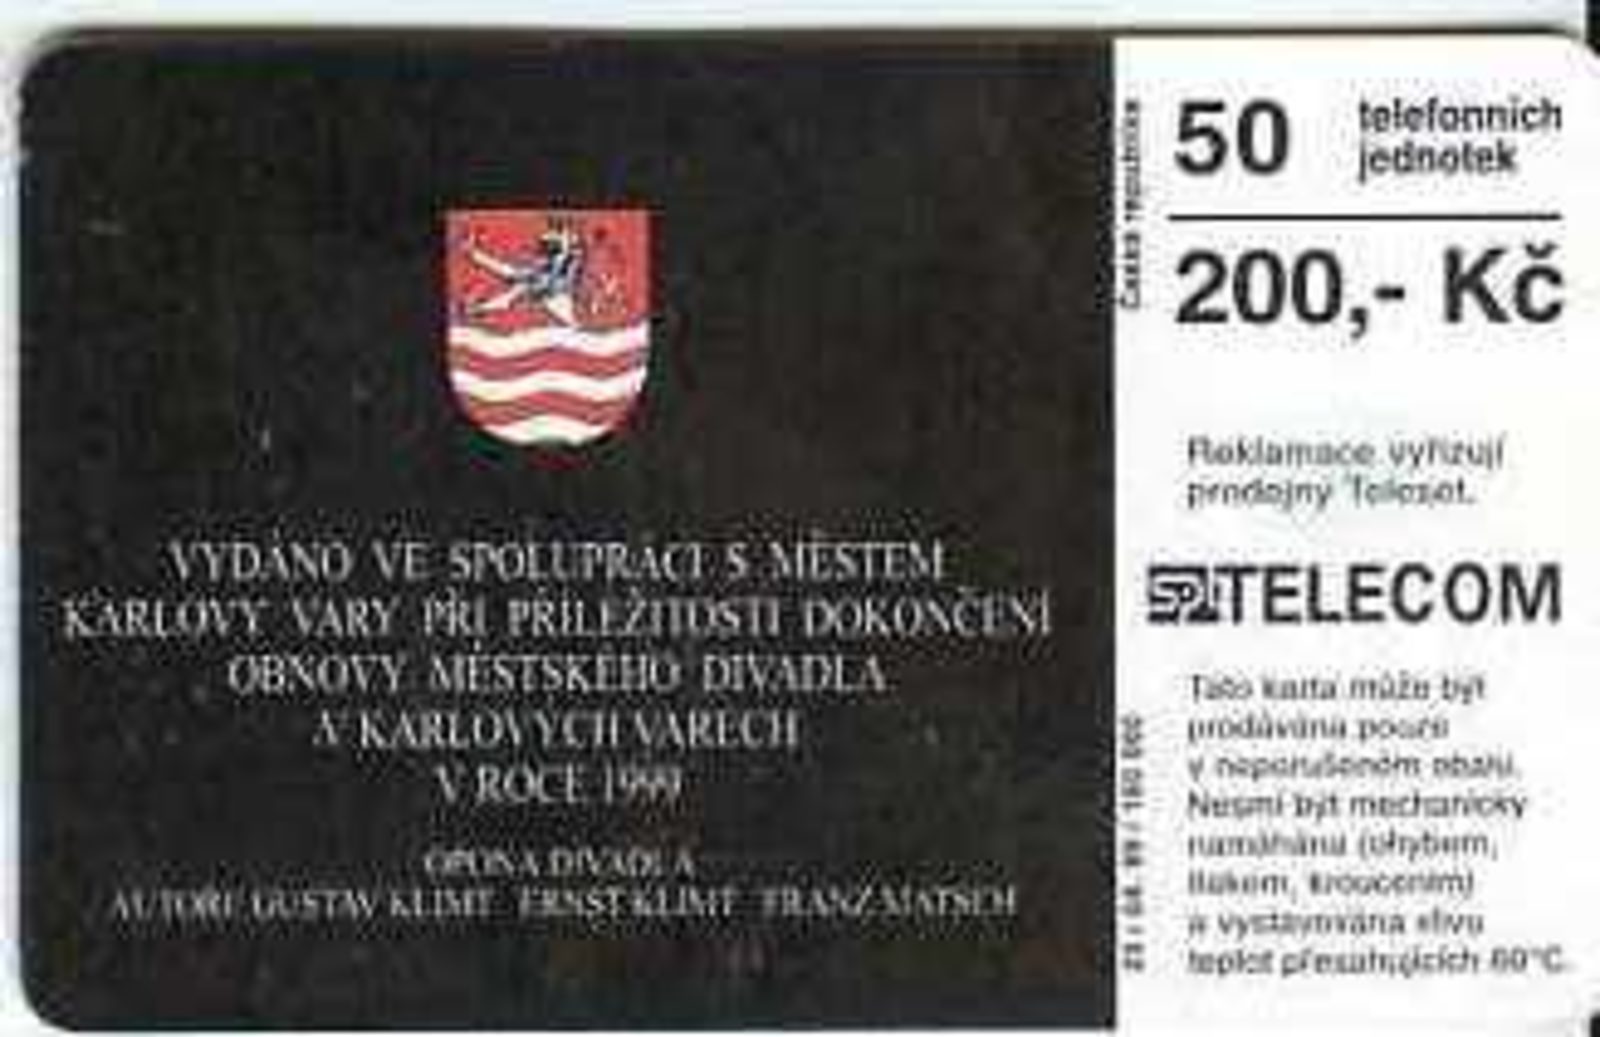 VYDÁNO VE SPOLUPRÁCI S MĚSTEM
KARLOVY VARY PŘI PŘÍLEŽITOSTI DOKONČENÍ
OBNOVY MĚSTSKÉHO DIVADLA
V KARLOVÝCH VARECH
V ROCE 1999
OPONA DIVADLA
AUTOŘI GUSTAV KLIMT ERNST KLIMT FRANZ MATSCH
Česká republika
50 telefonních
jednotek
200,- Kč
Reklamace vyřizují
prodejny Telecom.
SPT TELECOM
Tato karta může být
prodávána pouze
v neporušeném obalu.
Nesmí být mechanicky
namáhána (ohybem,
tlakem, kroucením)
a vystavována vlivu
teplot přesahujících 60°C.